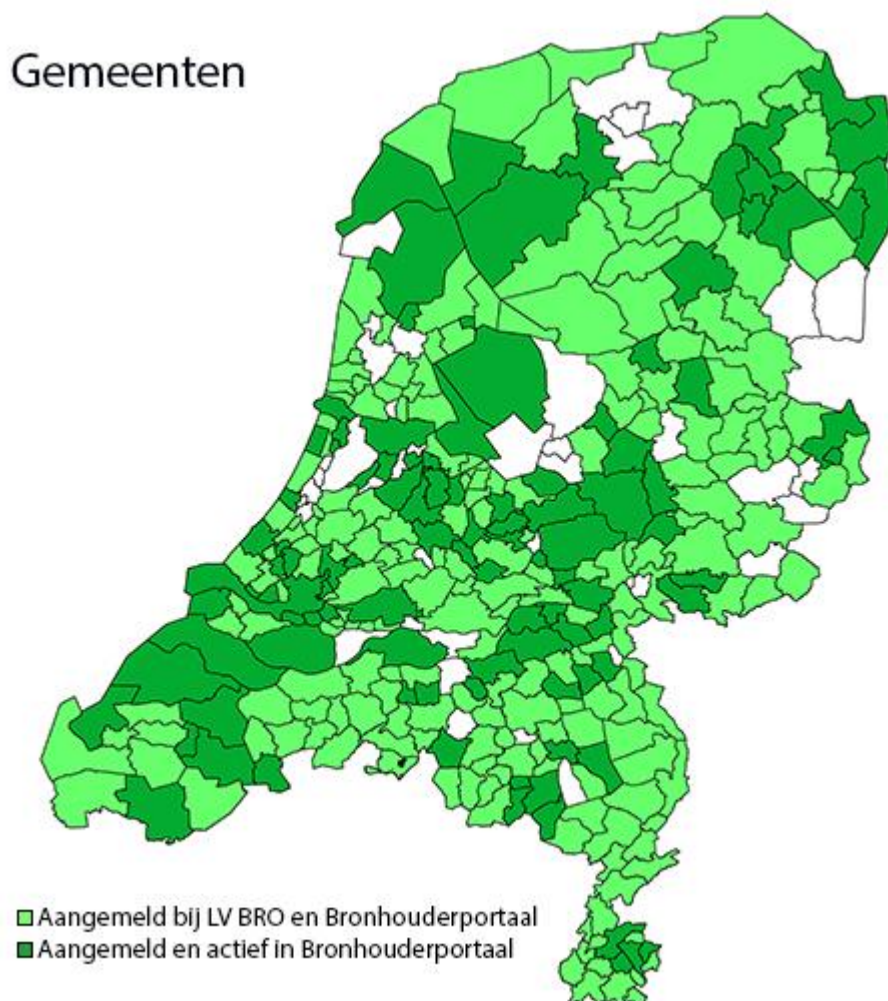 Gemeenten
Aangemeld bij LV BRO en Bronhouderportaal
Aangemeld en actief in Bronhouderportaal